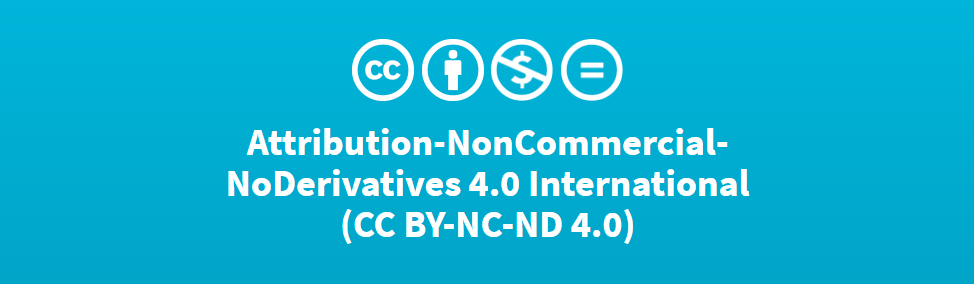 CC
Attribution-NonCommercial-
NoDerivatives 4.0 International
(CC BY-NC-ND 4.0)